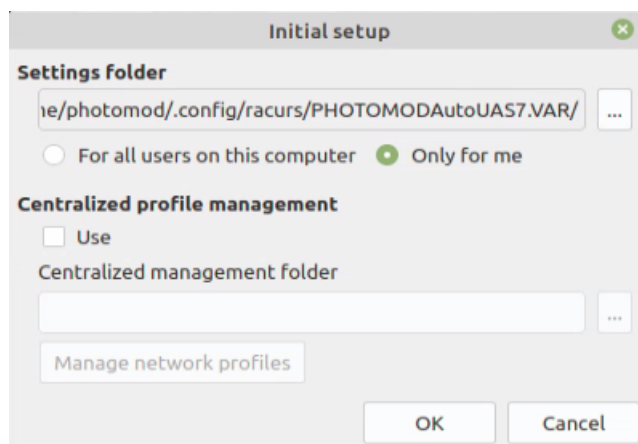 Initial setup
Settings folder
ne/photomod/.config/racurs/PHOTOMODAutoUAS7.VAR/ ...
For all users on this computer Only for me
Centralized profile management
Use
Centralized management folder
...
Manage network profiles
OK Cancel